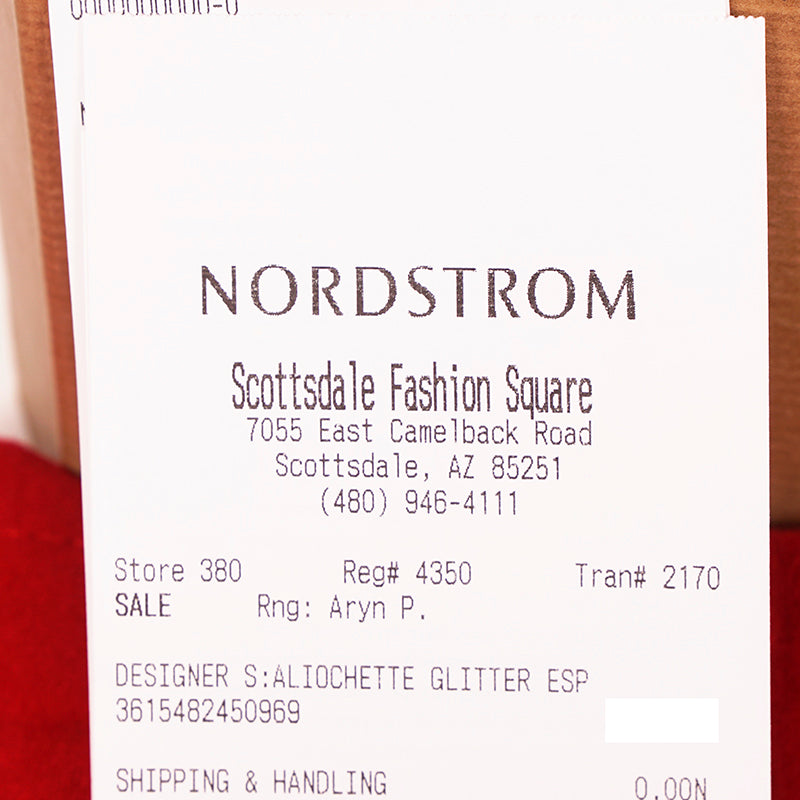 NORDSTROM
Scottsdale Fashion Square
7055 East Camelback Road
Scottsdale, AZ 85251
(480) 946-4111
Store 380 Reg# 4350 Tran# 2170
SALE Rng: Aryn P.
DESIGNER S:ALIOCHETTE GLITTER ESP
3615482450969
SHIPPING & HANDLING 0.00N